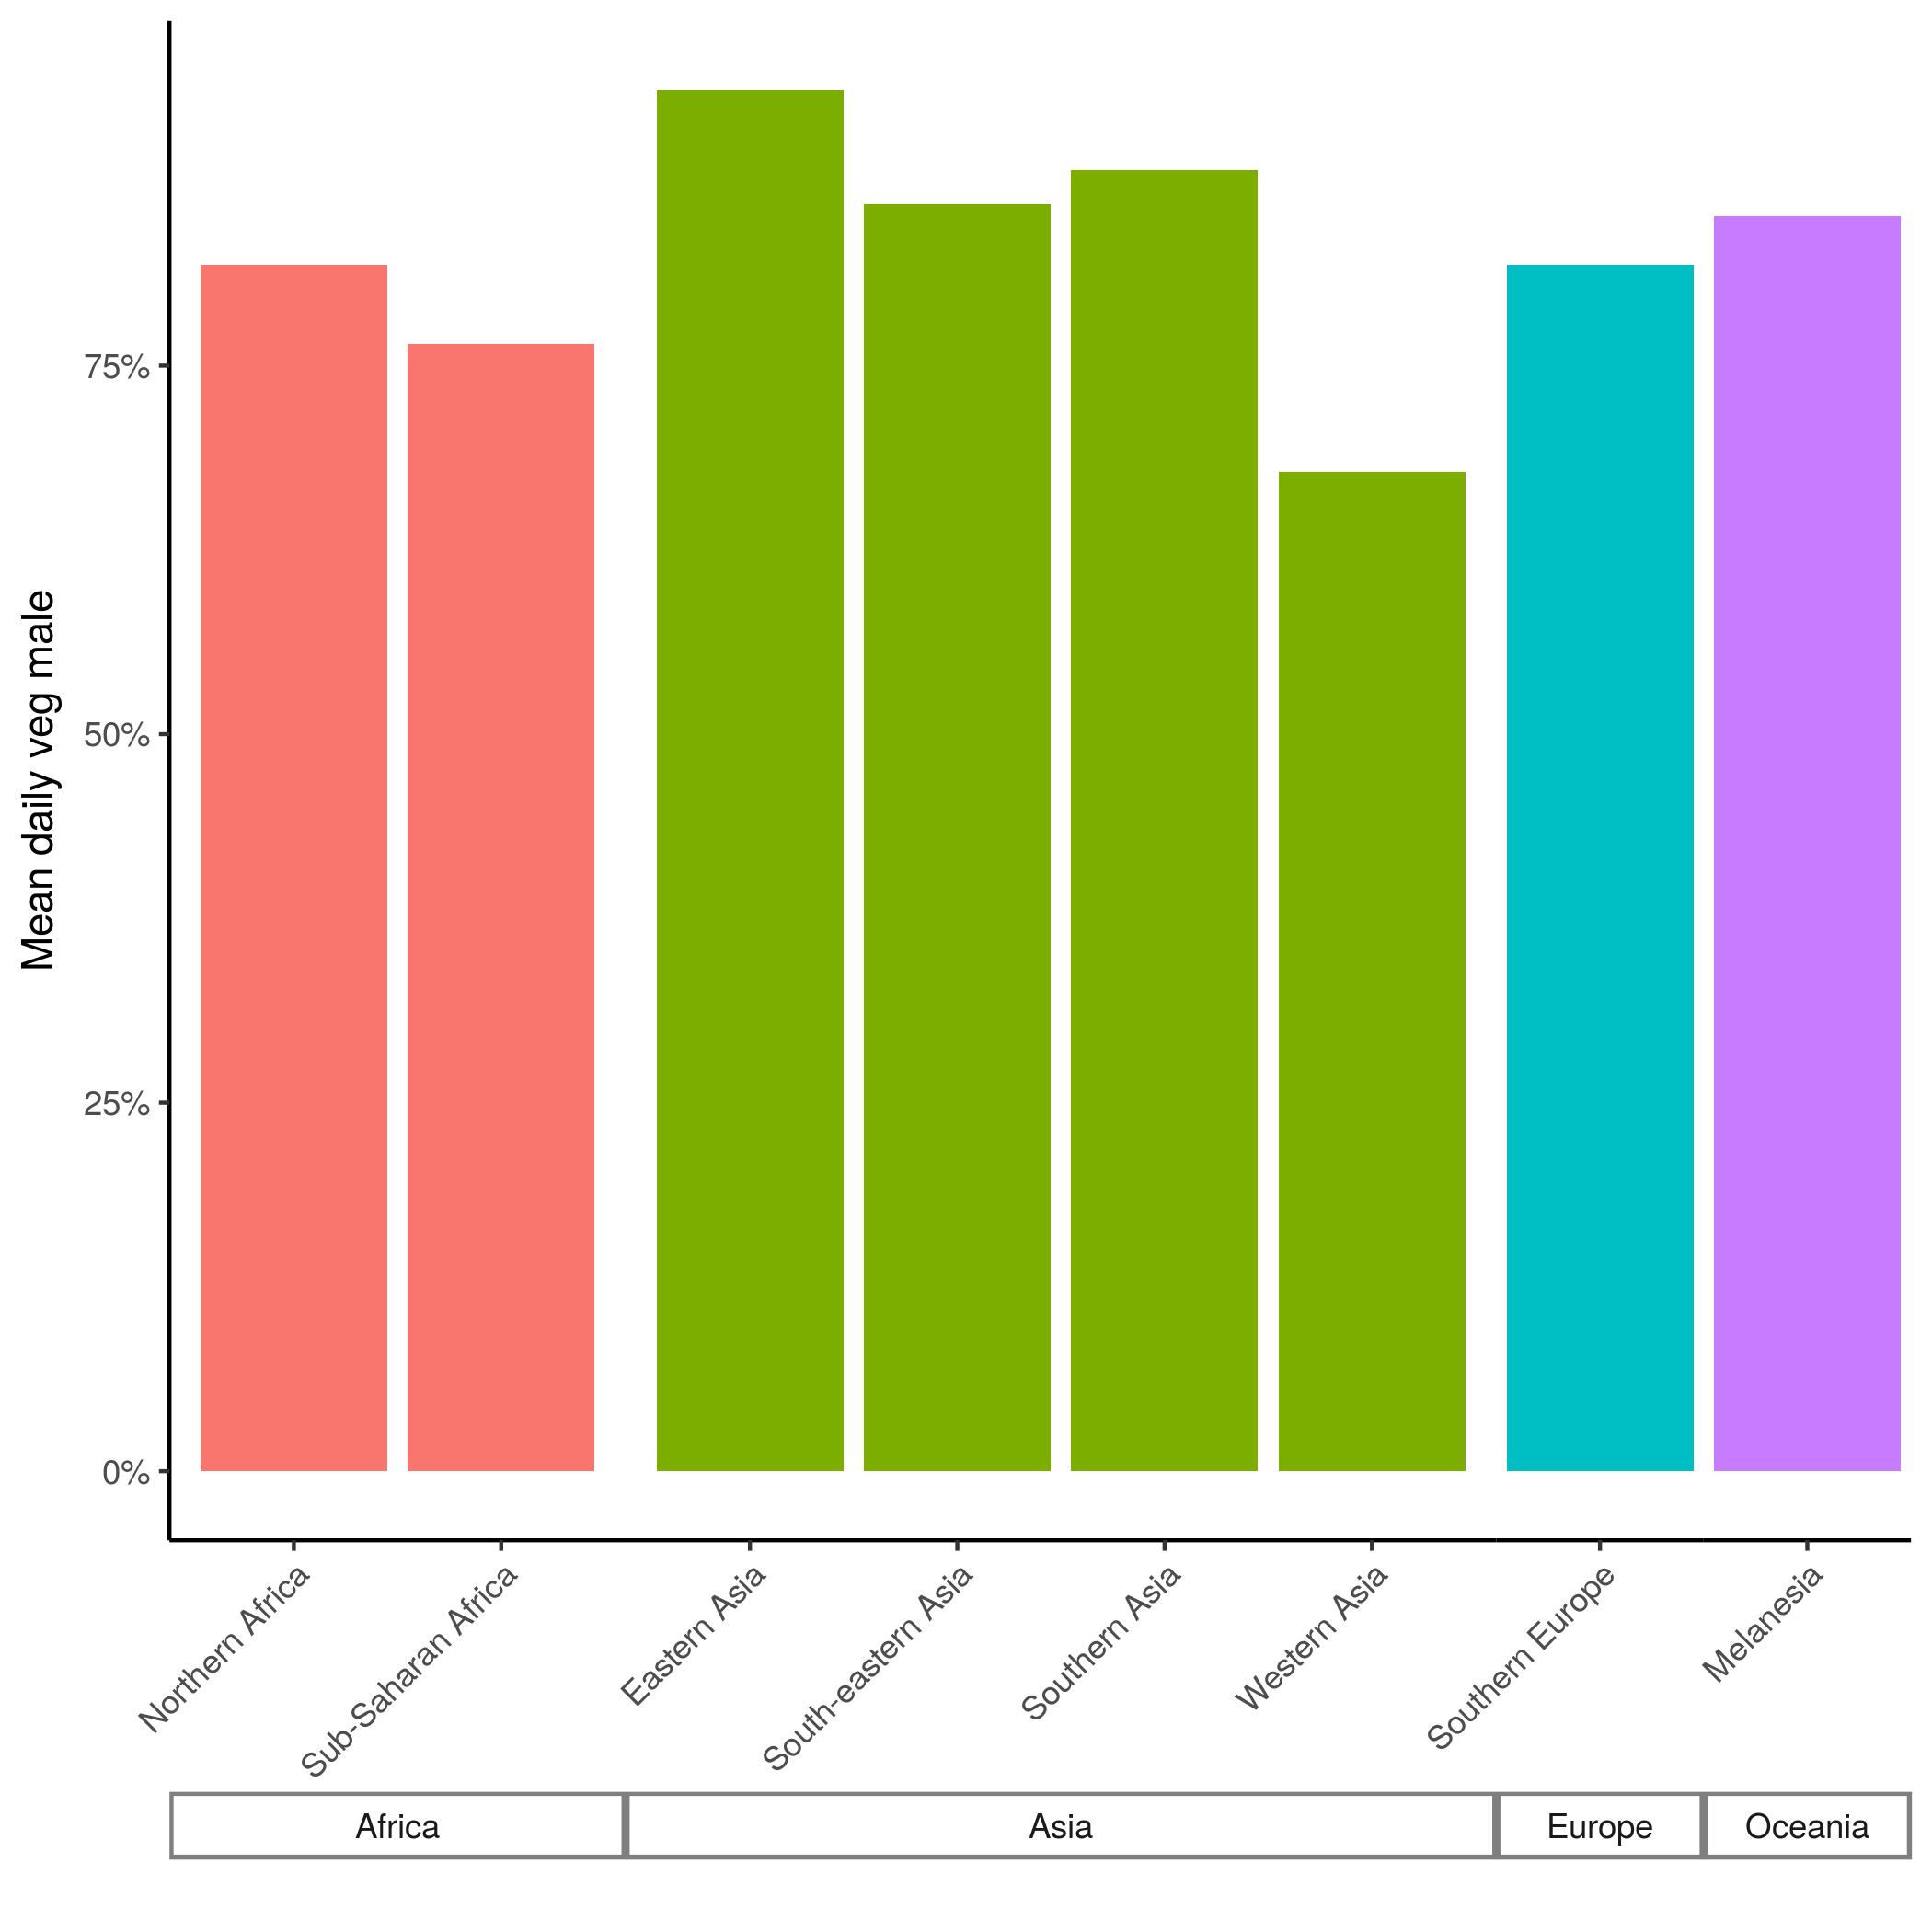 Mean daily veg male
75%
50%
25%
0%
Northern Africa
Sub-Saharan Africa
Eastern Asia
South-eastern Asia
Southern Asia
Western Asia
Southern Europe
Melanesia
Africa
Asia
Europe
Oceania